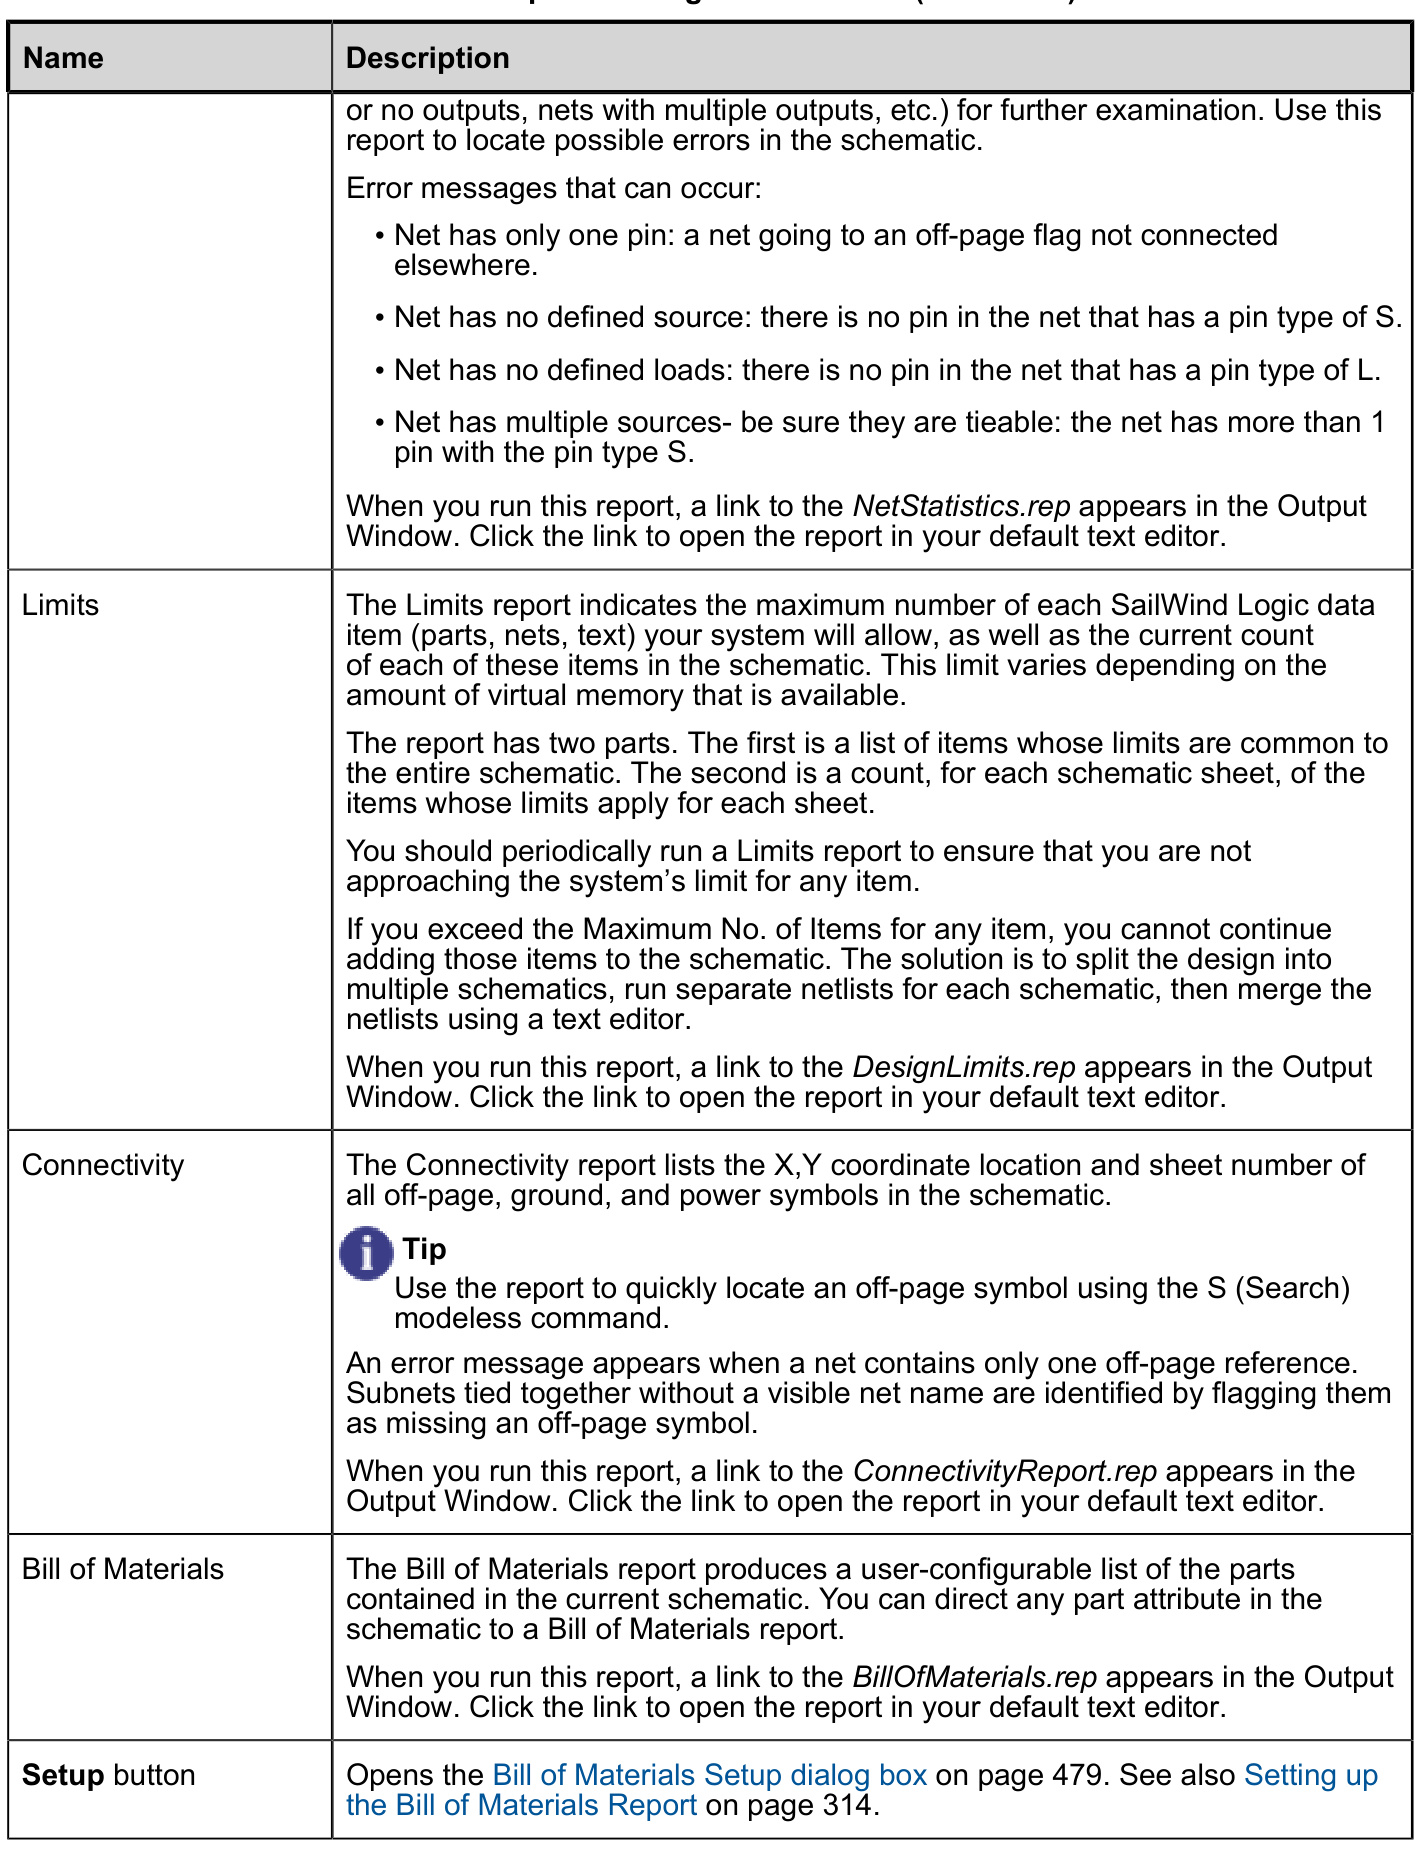 Name
Description
or no outputs, nets with multiple outputs, etc.) for further examination. Use this
report to locate possible errors in the schematic.
Error messages that can occur:
• Net has only one pin: a net going to an off-page flag not connected
elsewhere.
• Net has no defined source: there is no pin in the net that has a pin type of S.
• Net has no defined loads: there is no pin in the net that has a pin type of L.
• Net has multiple sources- be sure they are tieable: the net has more than 1
pin with the pin type S.
When you run this report, a link to the NetStatistics.rep appears in the Output
Window. Click the link to open the report in your default text editor.
Limits
The Limits report indicates the maximum number of each SailWind Logic data
item (parts, nets, text) your system will allow, as well as the current count
of each of these items in the schematic. This limit varies depending on the
amount of virtual memory that is available.
The report has two parts. The first is a list of items whose limits are common to
the entire schematic. The second is a count, for each schematic sheet, of the
items whose limits apply for each sheet.
You should periodically run a Limits report to ensure that you are not
approaching the system’s limit for any item.
If you exceed the Maximum No. of Items for any item, you cannot continue
adding those items to the schematic. The solution is to split the design into
multiple schematics, run separate netlists for each schematic, then merge the
netlists using a text editor.
When you run this report, a link to the DesignLimits.rep appears in the Output
Window. Click the link to open the report in your default text editor.
Connectivity
The Connectivity report lists the X,Y coordinate location and sheet number of
all off-page, ground, and power symbols in the schematic.
Tip
Use the report to quickly locate an off-page symbol using the S (Search)
modeless command.
An error message appears when a net contains only one off-page reference.
Subnets tied together without a visible net name are identified by flagging them
as missing an off-page symbol.
When you run this report, a link to the ConnectivityReport.rep appears in the
Output Window. Click the link to open the report in your default text editor.
Bill of Materials
The Bill of Materials report produces a user-configurable list of the parts
contained in the current schematic. You can direct any part attribute in the
schematic to a Bill of Materials report.
When you run this report, a link to the BillOfMaterials.rep appears in the Output
Window. Click the link to open the report in your default text editor.
Setup button
Opens the Bill of Materials Setup dialog box on page 479. See also Setting up
the Bill of Materials Report on page 314.